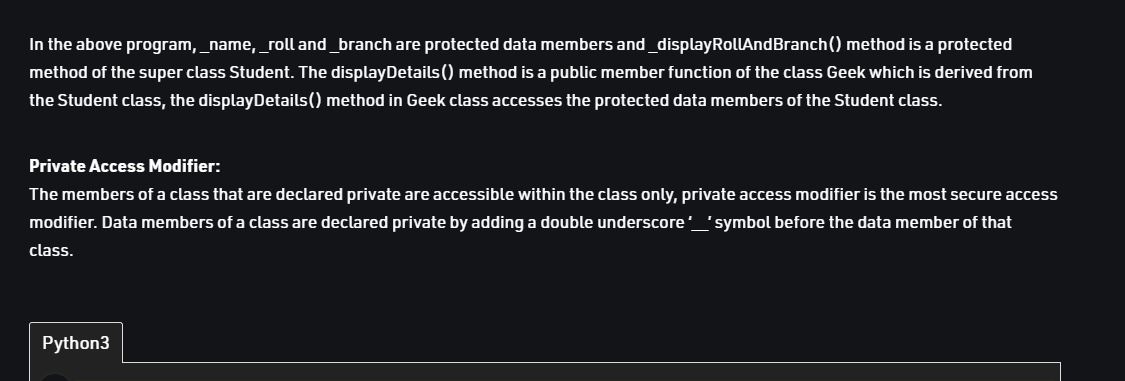 In the above program, _name, _roll and _branch are protected data members and _displayRollAndBranch() method is a protected
method of the super class Student. The displayDetails() method is a public member function of the class Geek which is derived from
the Student class, the displayDetails() method in Geek class accesses the protected data members of the Student class.
Private Access Modifier:
The members of a class that are declared private are accessible within the class only, private access modifier is the most secure access
modifier. Data members of a class are declared private by adding a double underscore ‘__’ symbol before the data member of that
class.
Python3